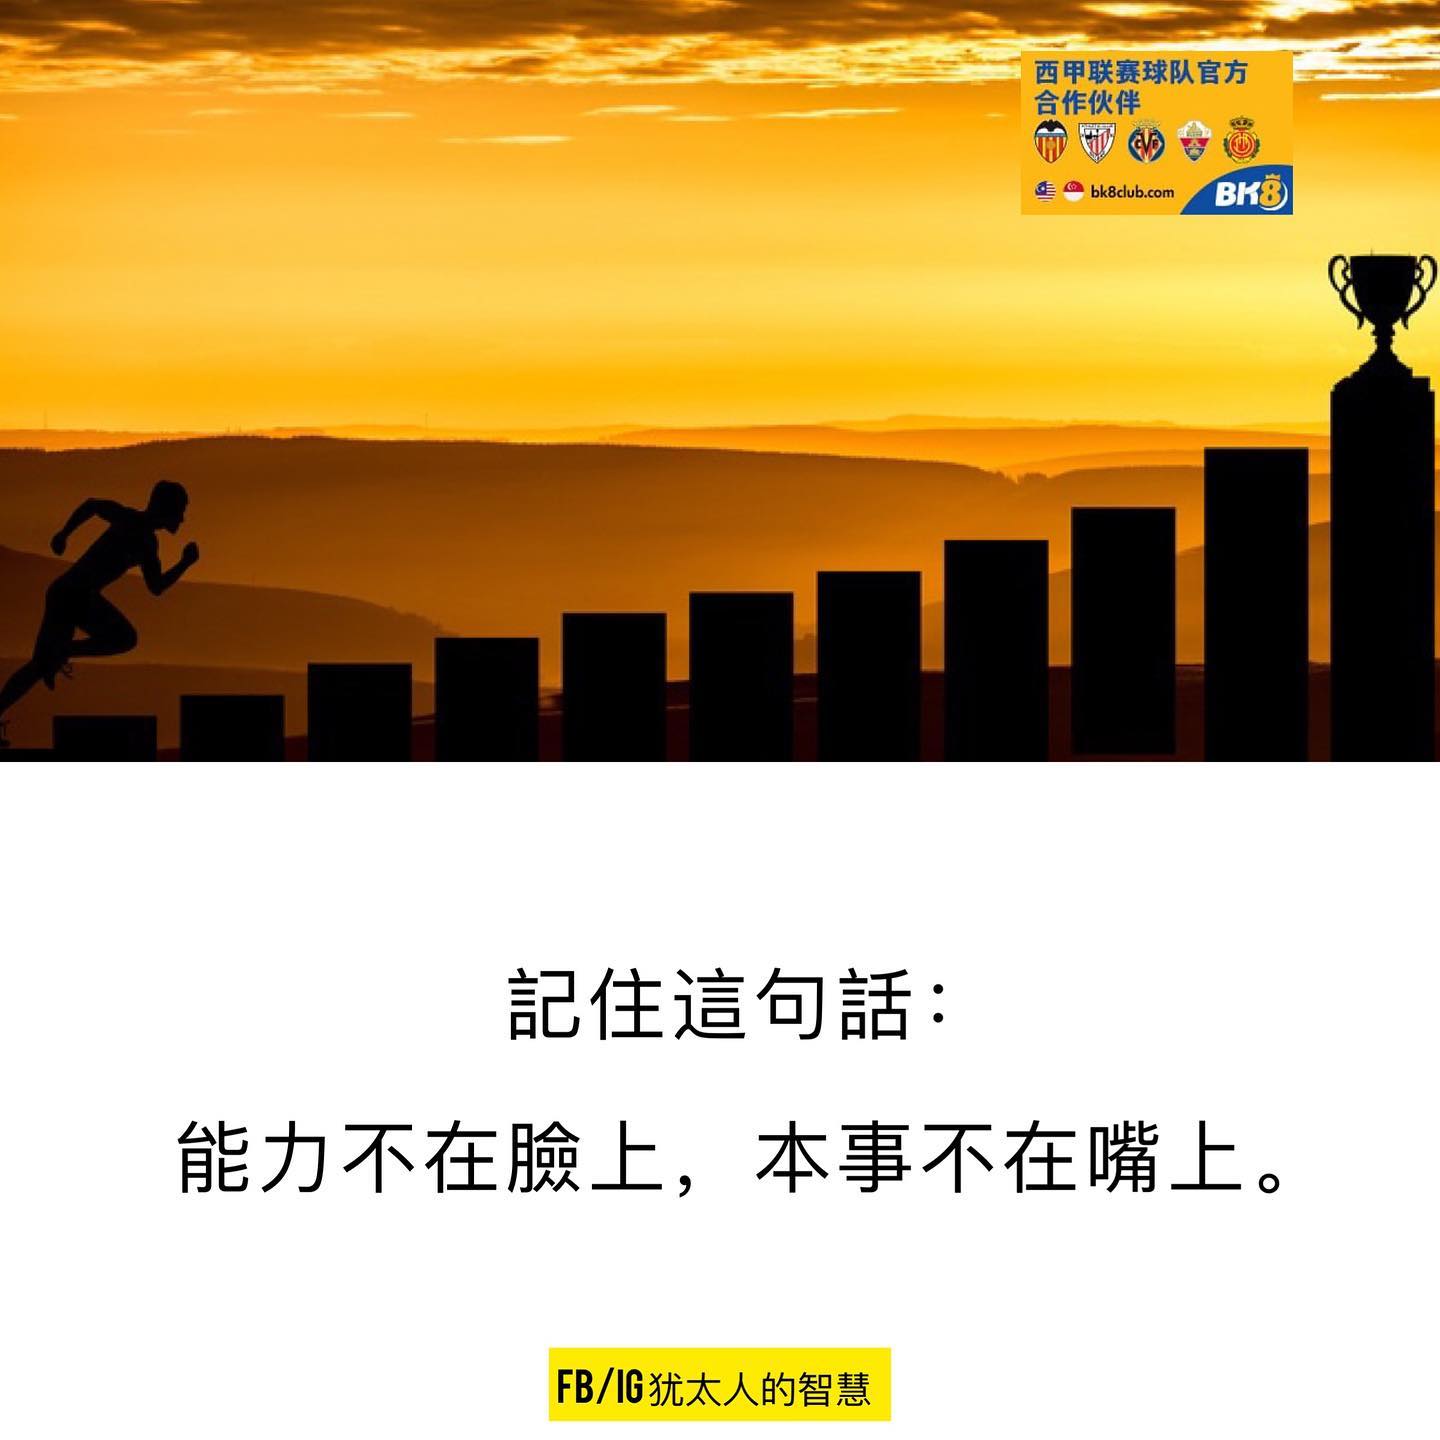 西甲联赛球队官方
合作伙伴
bk8club.com
BK8
記住這句話：
能力不在臉上，本事不在嘴上。
FB/IG犹太人的智慧